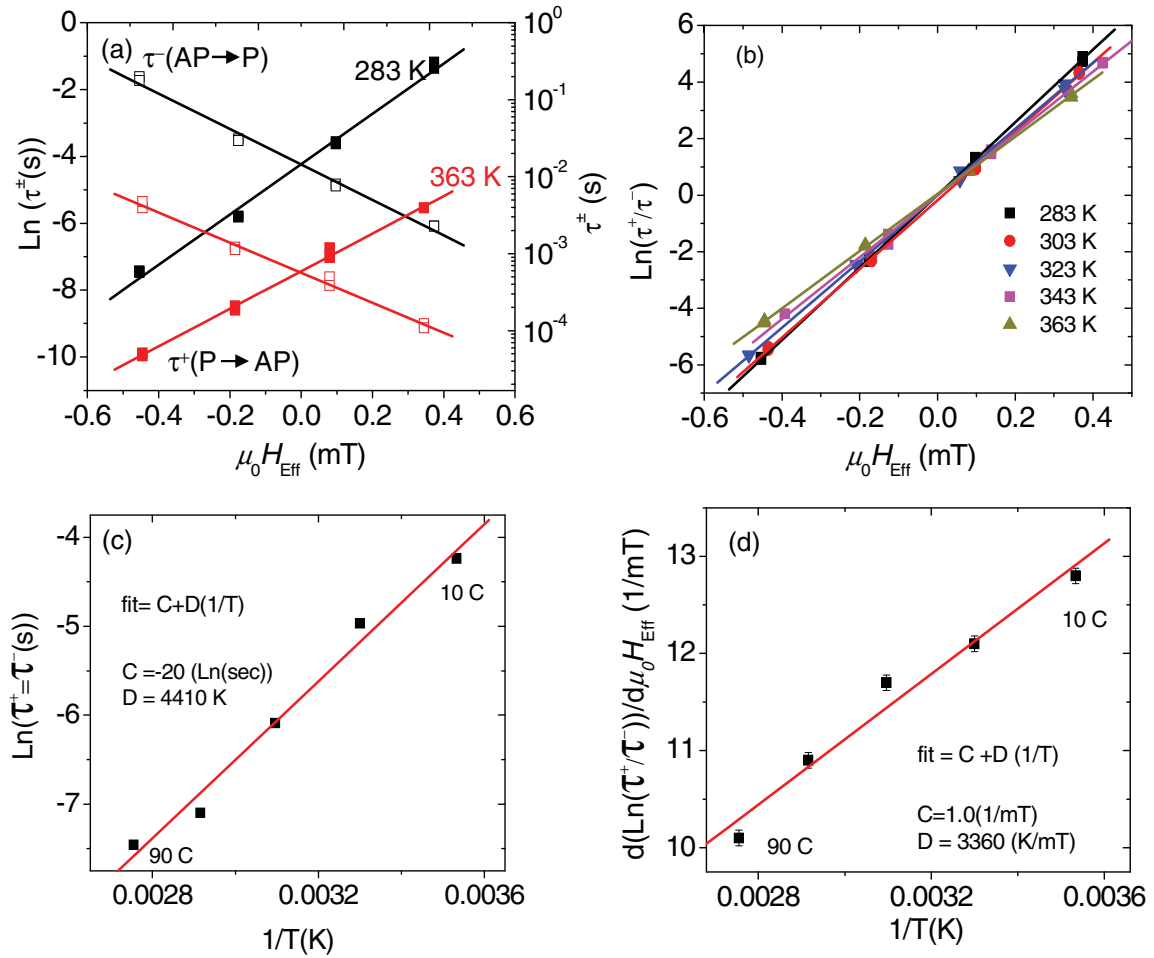 (a)
τ⁻(AP→P)
283 K
363 K
τ⁺(P→AP)
0
-2
-4
-6
-8
-10
Ln (τ±(s))
10⁰
10⁻¹
10⁻²
10⁻³
10⁻⁴
τ± (s)
-0.6 -0.4 -0.2 0.0 0.2 0.4 0.6
μ₀H_Eff (mT)
(b)
6
4
2
0
-2
-4
-6
Ln(τ⁺/τ⁻)
283 K
303 K
323 K
343 K
363 K
-0.6 -0.4 -0.2 0.0 0.2 0.4
μ₀H_Eff (mT)
(c)
-4
-5
-6
-7
Ln(τ⁺=τ⁻(s))
10 C
fit= C+D(1/T)
C =-20 (Ln(sec))
D = 4410 K
90 C
0.0028 0.0032 0.0036
1/T(K)
(d)
13
12
11
10
d(Ln(τ⁺/τ⁻))/dμ₀H_Eff (1/mT)
10 C
fit = C +D (1/T)
C=1.0(1/mT)
D = 3360 (K/mT)
90 C
0.0028 0.0032 0.0036
1/T(K)